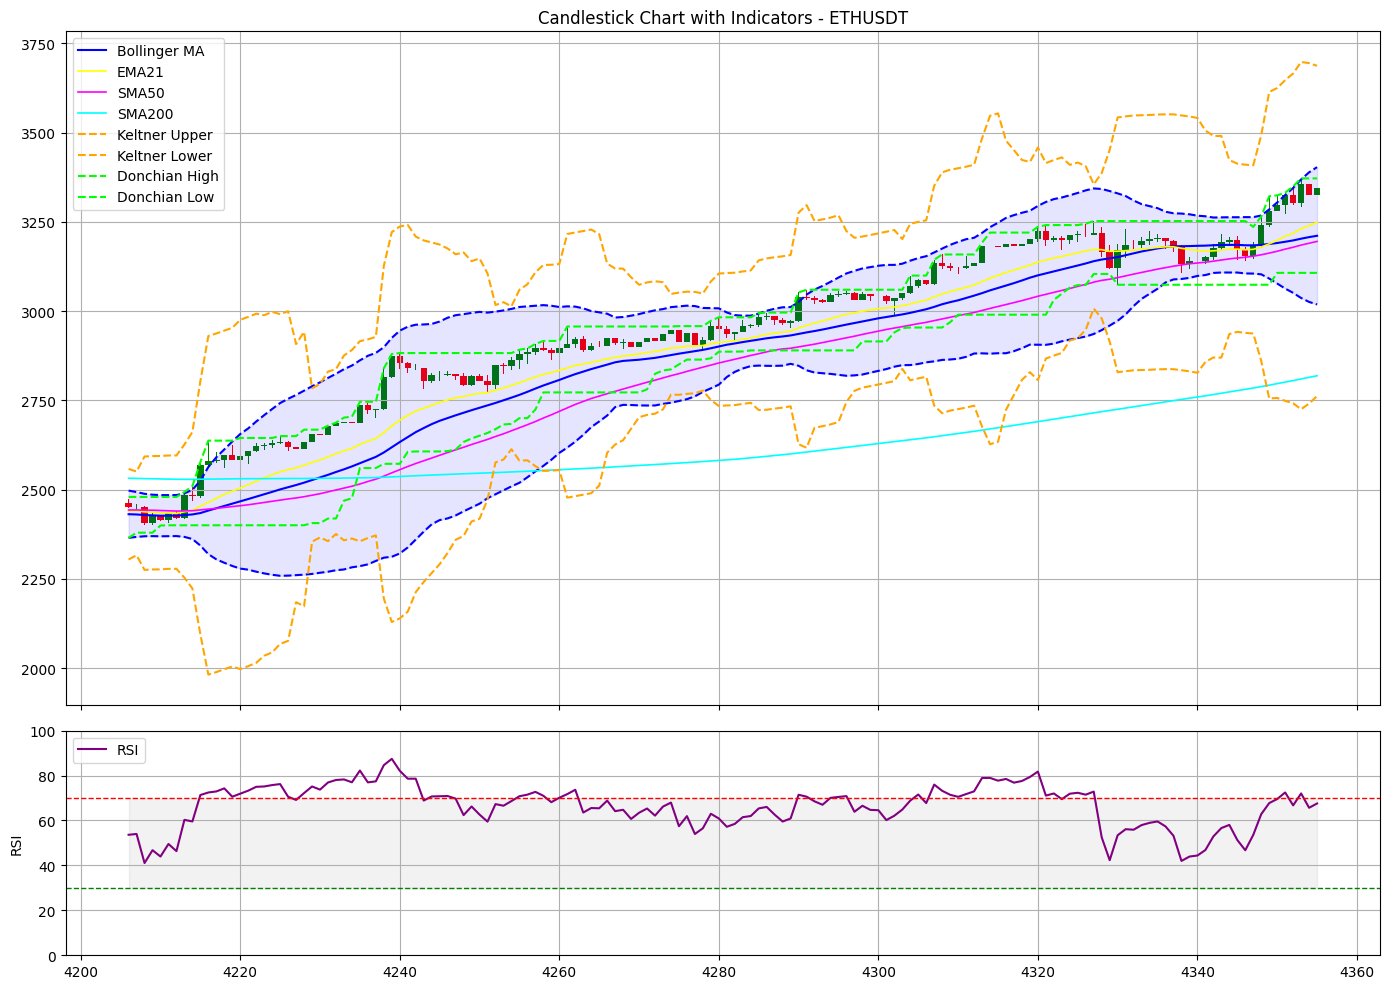 Candlestick Chart with Indicators - ETHUSDT
Bollinger MA
EMA21
SMA50
SMA200
Keltner Upper
Keltner Lower
Donchian High
Donchian Low
3750
3500
3250
3000
2750
2500
2250
2000
RSI
100
80
60
40
20
0
RSI
4200 4220 4240 4260 4280 4300 4320 4340 4360